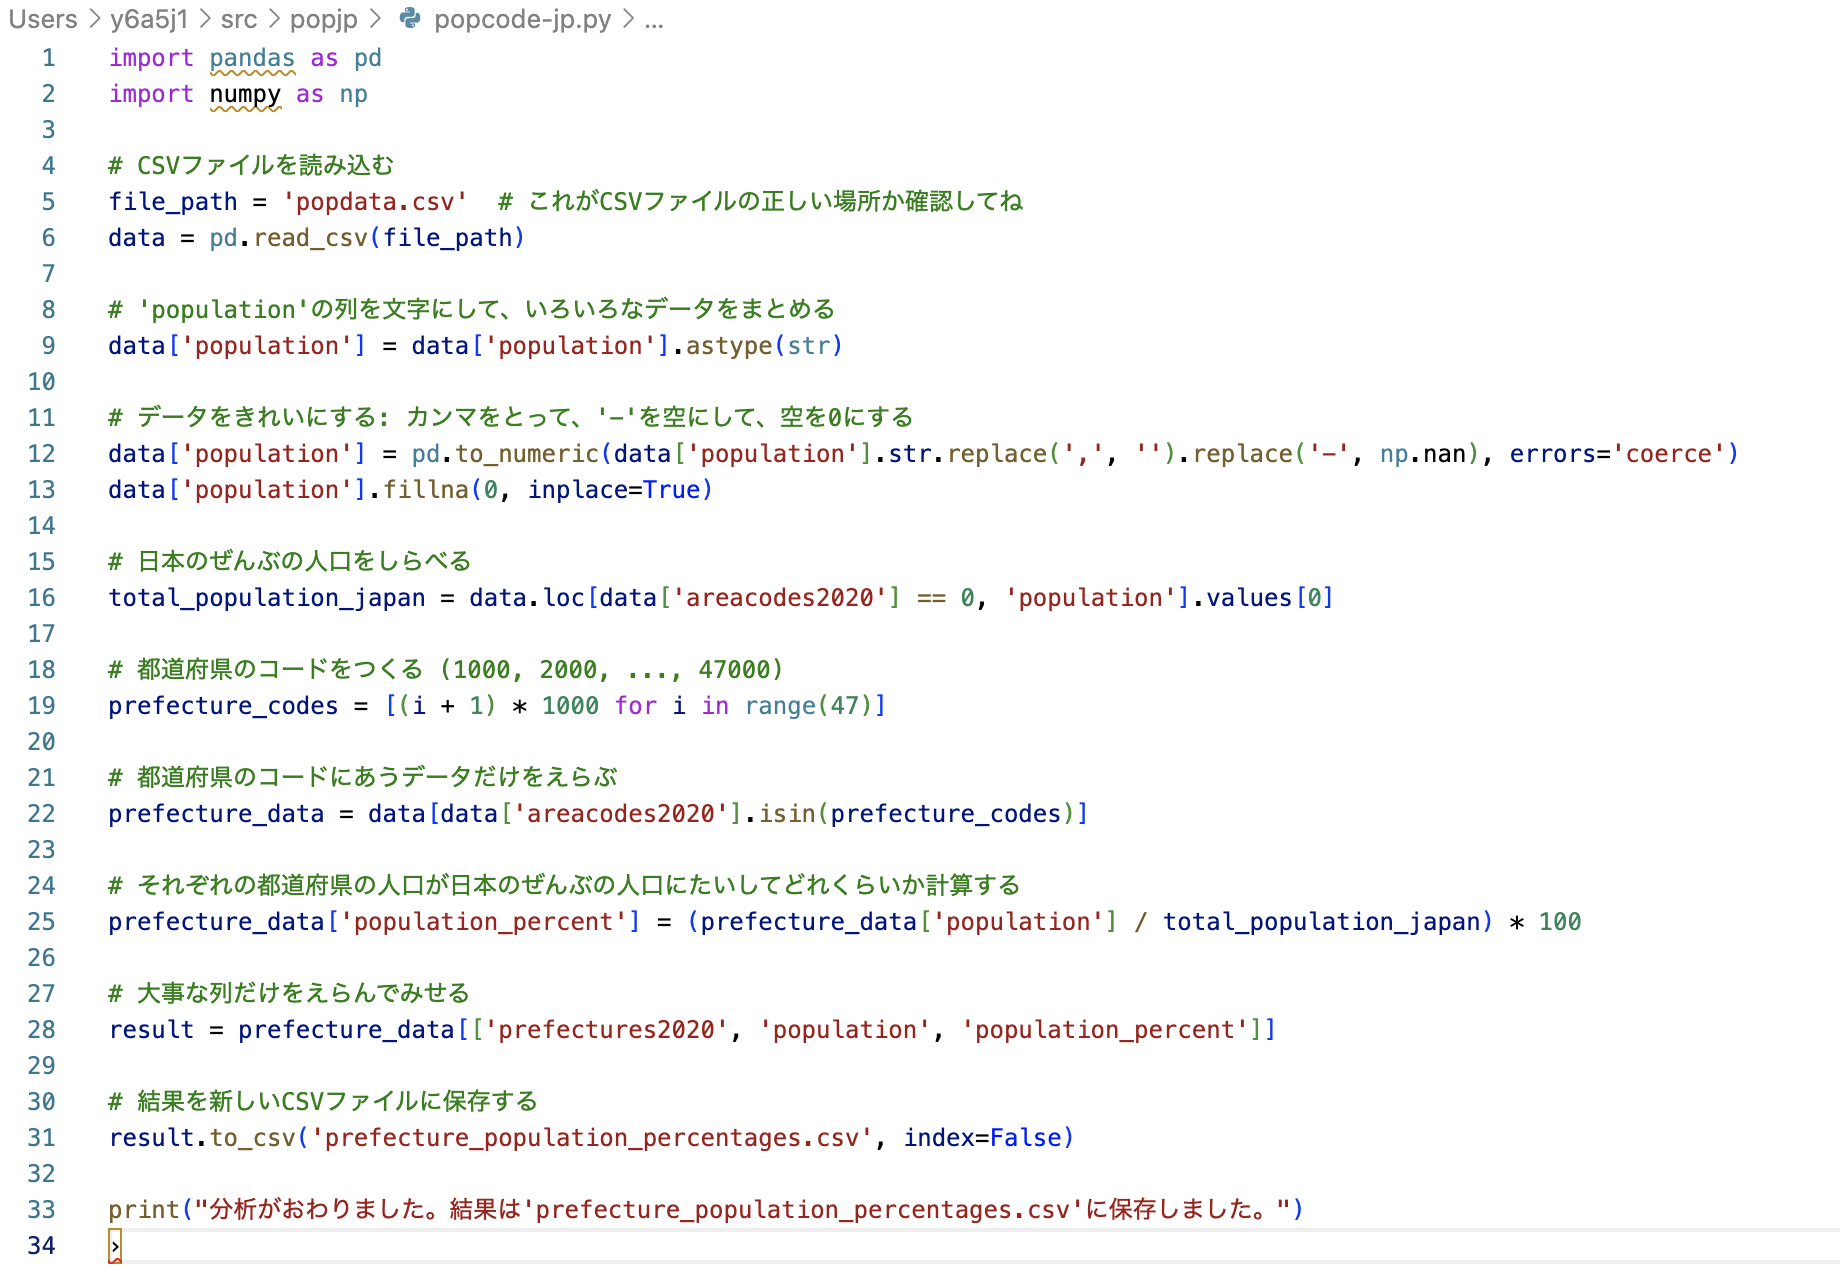 Users > y6a5j1 > src > popjp > popcode-jp.py > ...
1 import pandas as pd
2 import numpy as np
3
4 # CSVファイルを読み込む
5 file_path = 'popdata.csv'  # これがCSVファイルの正しい場所か確認してね
6 data = pd.read_csv(file_path)
7
8 # 'population'の列を文字にして、いろいろなデータをまとめる
9 data['population'] = data['population'].astype(str)
10
11 # データをきれいにする: カンマをとって、'-'を空にして、空を0にする
12 data['population'] = pd.to_numeric(data['population'].str.replace(',', '').replace('-', np.nan), errors='coerce')
13 data['population'].fillna(0, inplace=True)
14
15 # 日本のぜんぶの人口をしらべる
16 total_population_japan = data.loc[data['areacodes2020'] == 0, 'population'].values[0]
17
18 # 都道府県のコードをつくる (1000, 2000, ..., 47000)
19 prefecture_codes = [(i + 1) * 1000 for i in range(47)]
20
21 # 都道府県のコードにあうデータだけをえらぶ
22 prefecture_data = data[data['areacodes2020'].isin(prefecture_codes)]
23
24 # それぞれの都道府県の人口が日本のぜんぶの人口にたいしてどれくらいか計算する
25 prefecture_data['population_percent'] = (prefecture_data['population'] / total_population_japan) * 100
26
27 # 大事な列だけをえらんでみせる
28 result = prefecture_data[['prefectures2020', 'population', 'population_percent']]
29
30 # 結果を新しいCSVファイルに保存する
31 result.to_csv('prefecture_population_percentages.csv', index=False)
32
33 print("分析がおわりました。結果は'prefecture_population_percentages.csv'に保存しました。")
34 ›